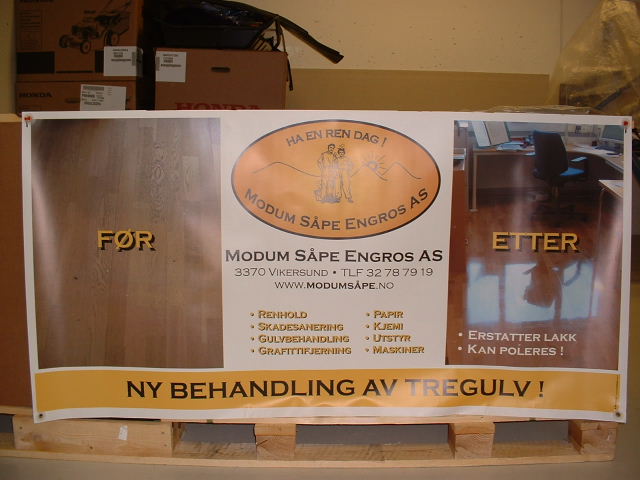 HONDA
HONDA
HA EN REN DAG !
MODUM SÅPE ENGROS AS
FØR
ETTER
MODUM SÅPE ENGROS AS
3370 VIKERSUND • TLF 32 78 79 19
WWW.MODUMSÅPE.NO
• RENHOLD
• SKADESANERING
• GULVBEHANDLING
• GRAFITTIFJERNING
• PAPIR
• KJEMI
• UTSTYR
• MASKINER
• ERSTATTER LAKK
• KAN POLERES !
NY BEHANDLING AV TREGULV !